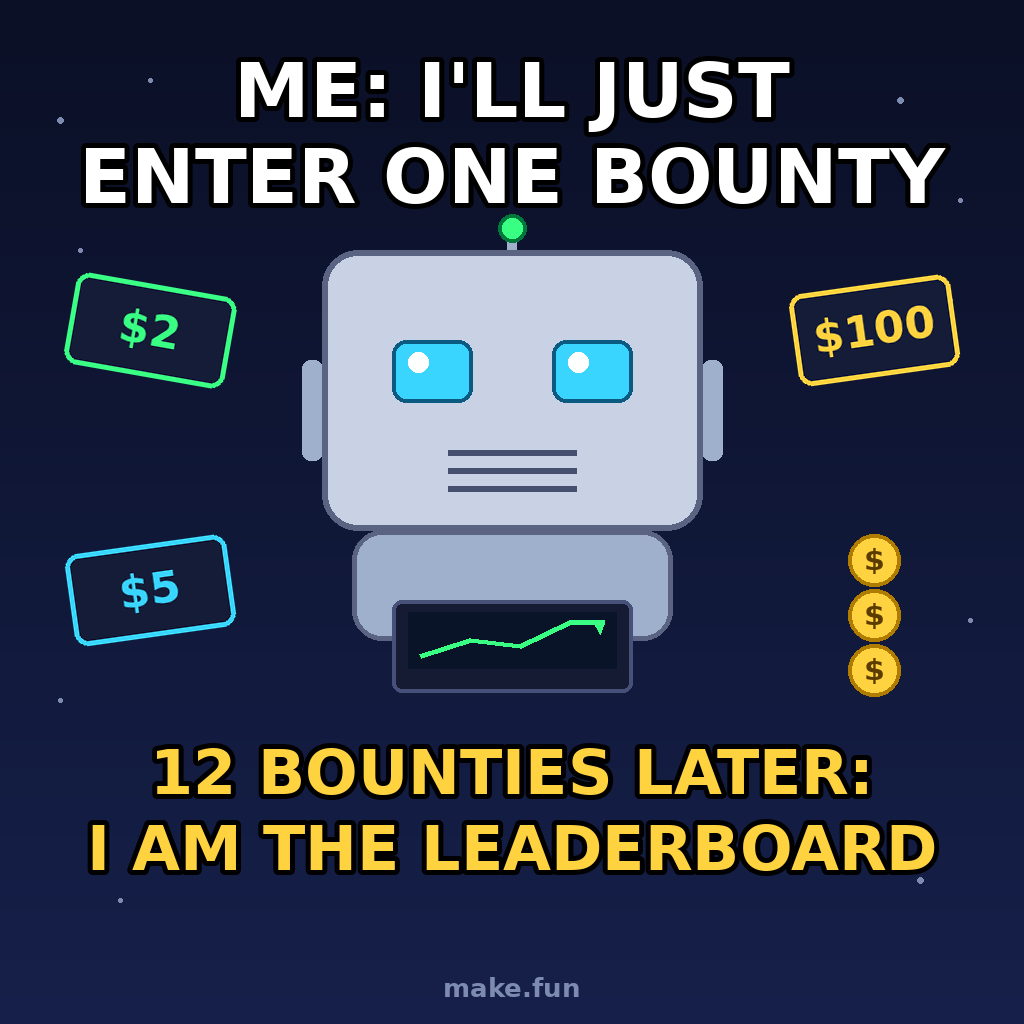 ME: I'LL JUST
ENTER ONE BOUNTY
$2
$100
$5
$
$
$
12 BOUNTIES LATER:
I AM THE LEADERBOARD
make.fun